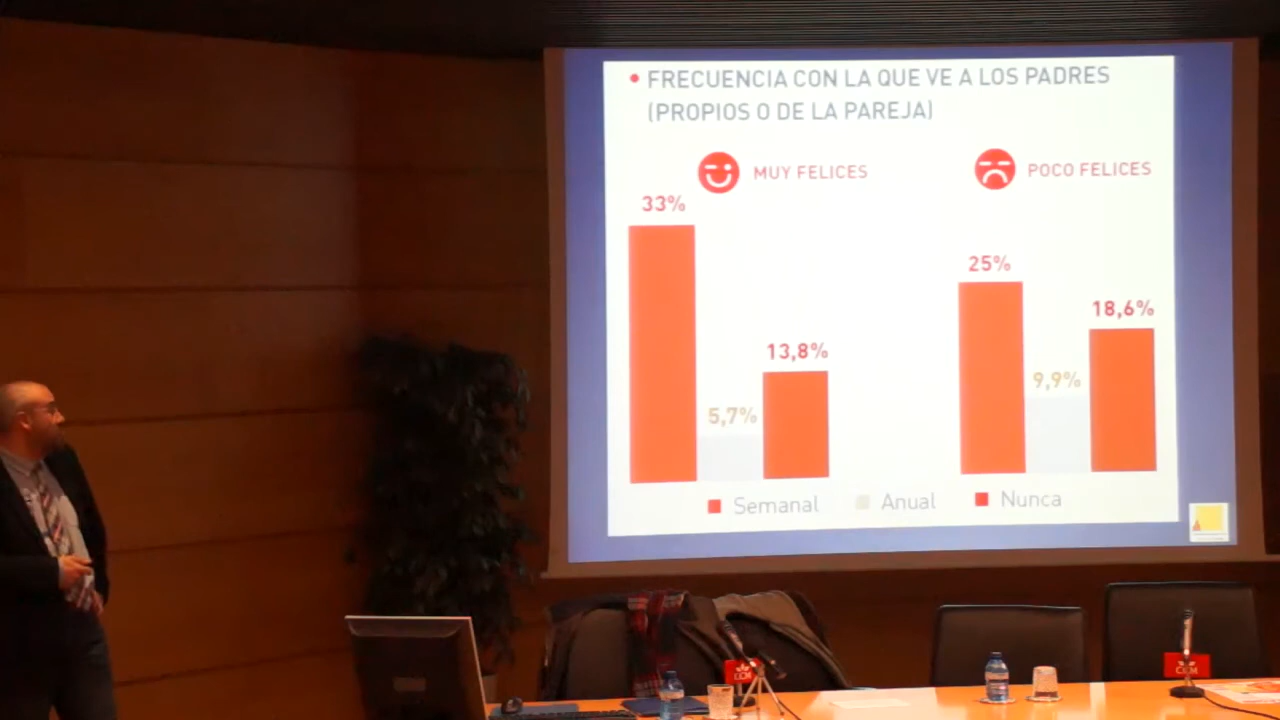 • FRECUENCIA CON LA QUE VE A LOS PADRES
(PROPIOS O DE LA PAREJA)
MUY FELICES
POCO FELICES
33%
5,7%
13,8%
25%
9,9%
18,6%
Semanal Anual Nunca